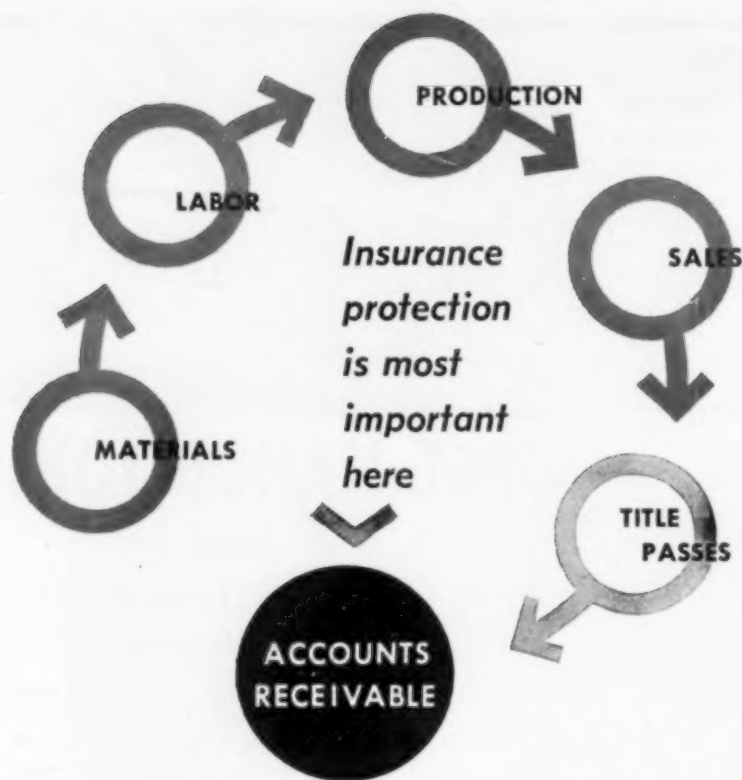 PRODUCTION
LABOR
SALES
MATERIALS
TITLE
PASSES
Insurance
protection
is most
important
here
ACCOUNTS
RECEIVABLE